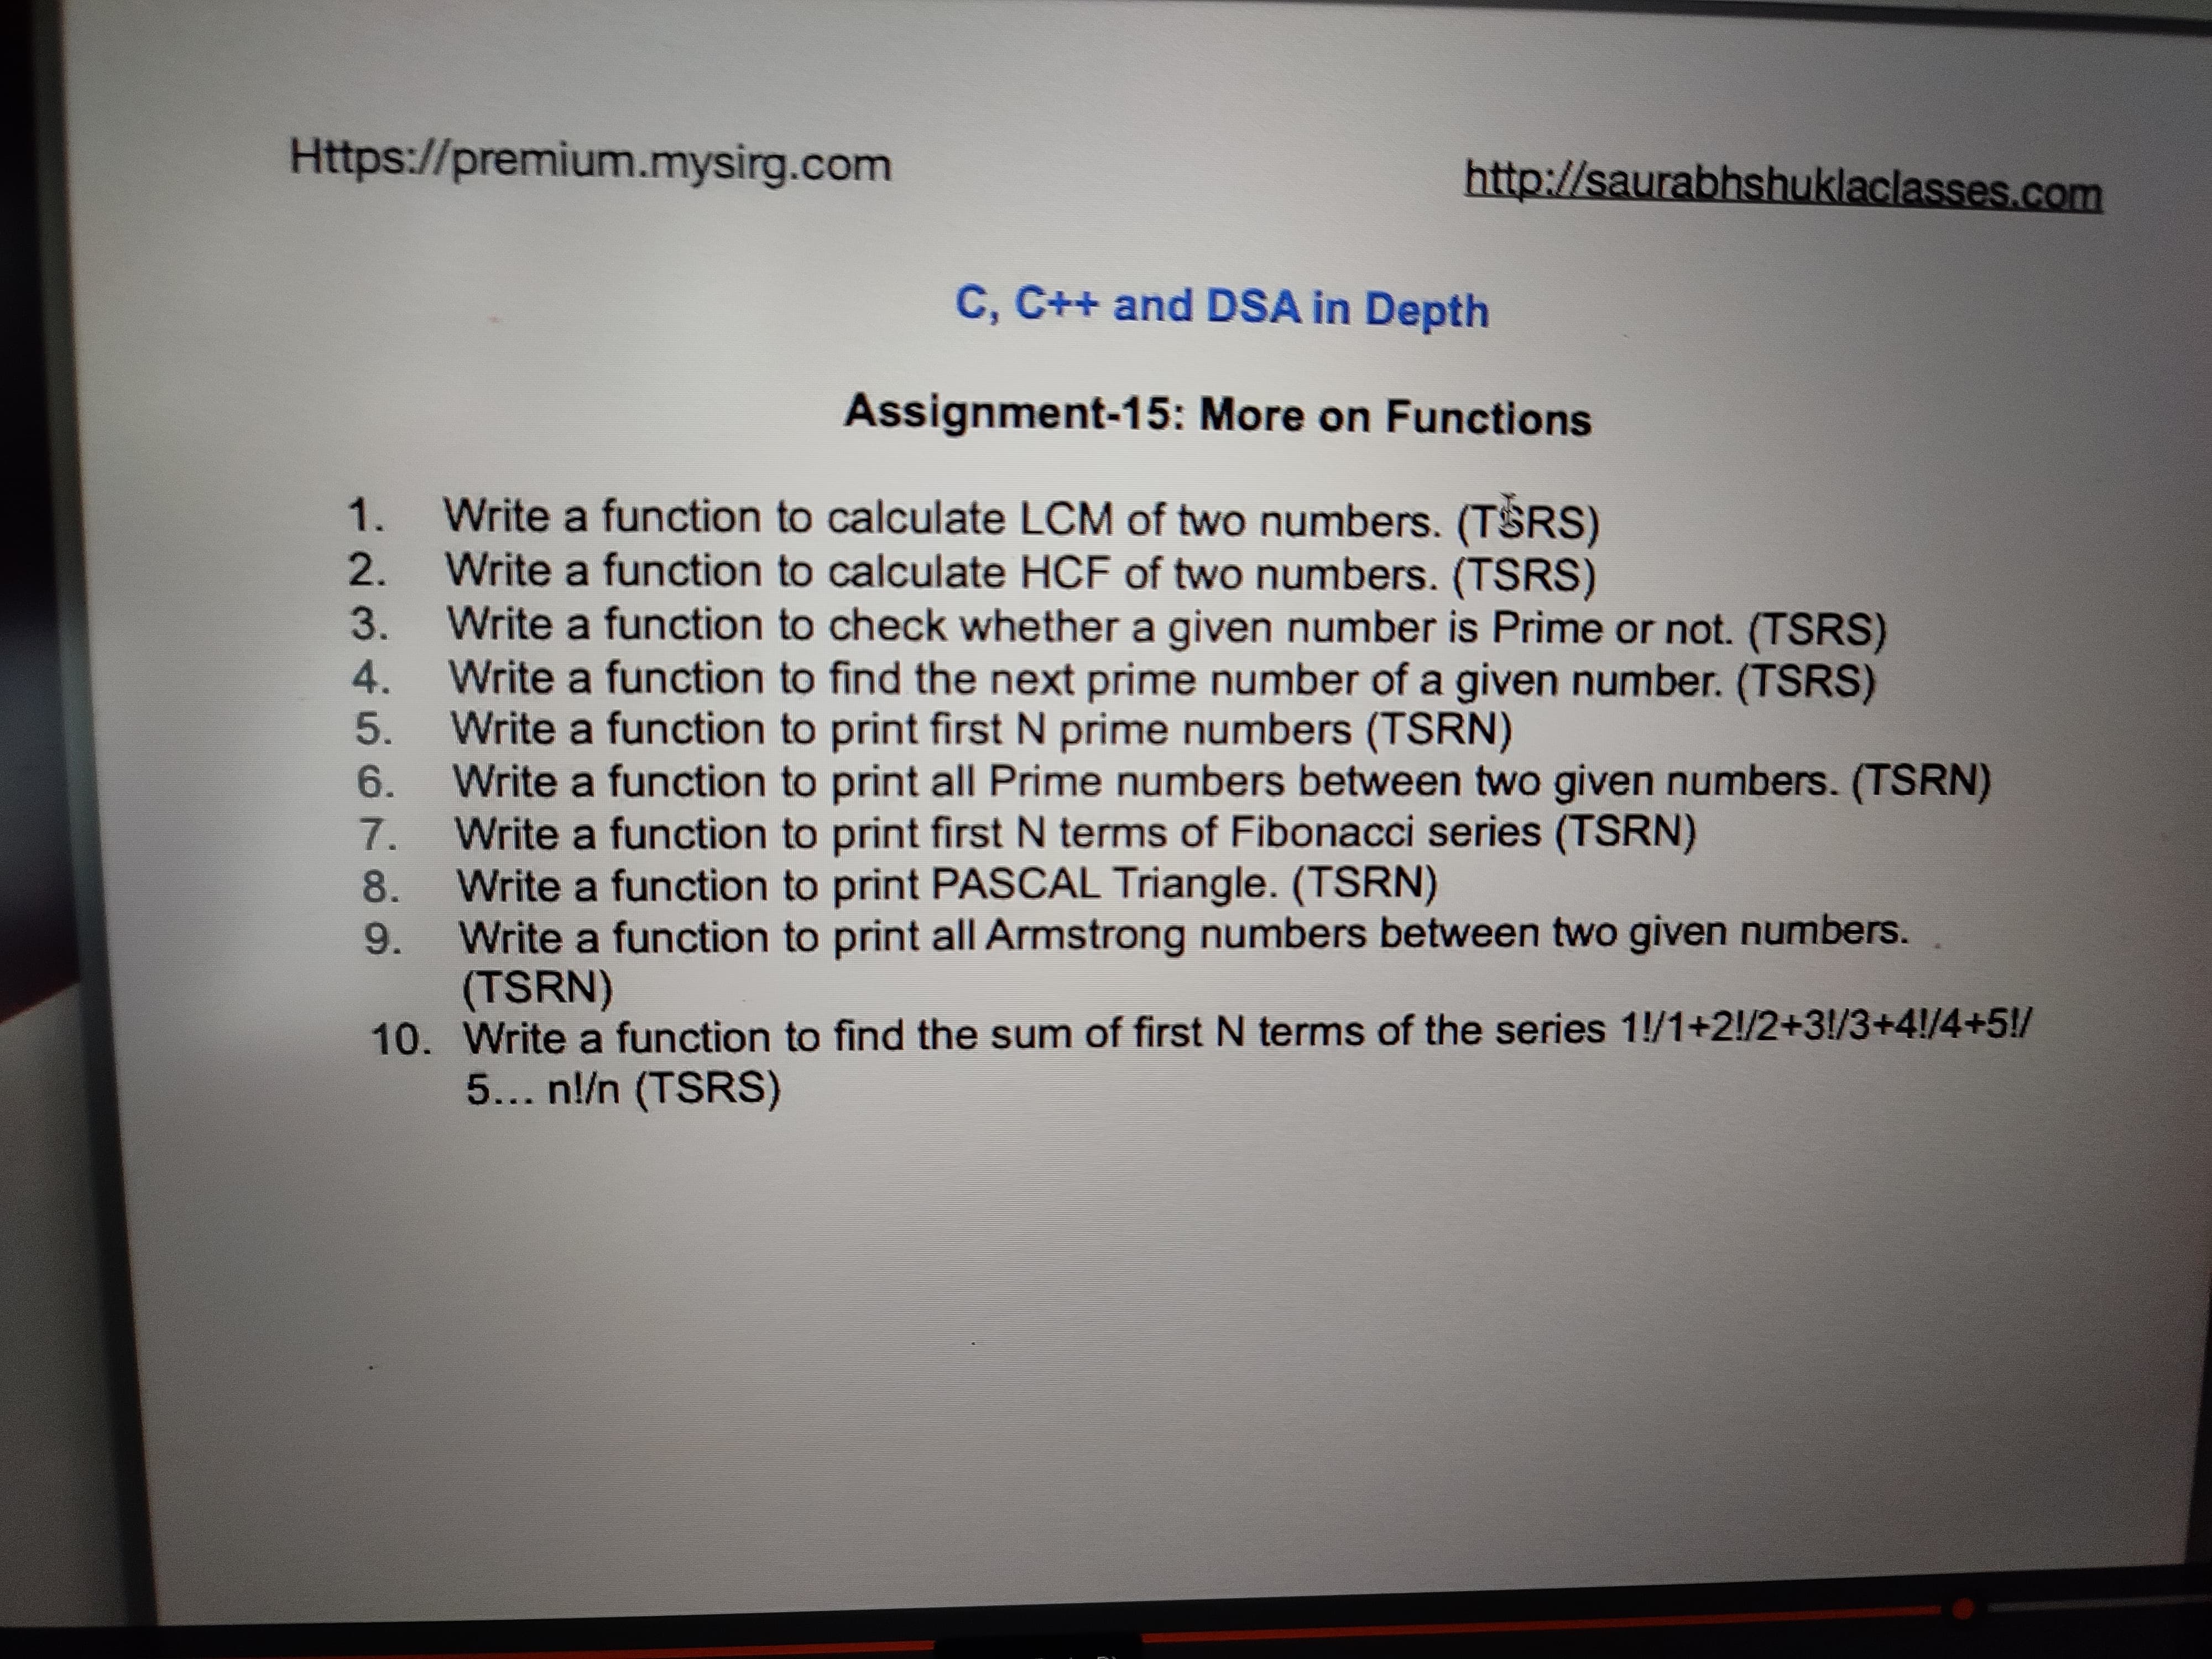 Https://premium.mysirg.com
http://saurabhshuklaclasses.com
C, C++ and DSA in Depth
Assignment-15: More on Functions
1. Write a function to calculate LCM of two numbers. (TSRS)
2. Write a function to calculate HCF of two numbers. (TSRS)
3. Write a function to check whether a given number is Prime or not. (TSRS)
4. Write a function to find the next prime number of a given number. (TSRS)
5. Write a function to print first N prime numbers (TSRN)
6. Write a function to print all Prime numbers between two given numbers. (TSRN)
7. Write a function to print first N terms of Fibonacci series (TSRN)
8. Write a function to print PASCAL Triangle. (TSRN)
9. Write a function to print all Armstrong numbers between two given numbers.
(TSRN)
10. Write a function to find the sum of first N terms of the series 1!/1+2!/2+3!/3+4!/4+5!/
5... n!/n (TSRS)